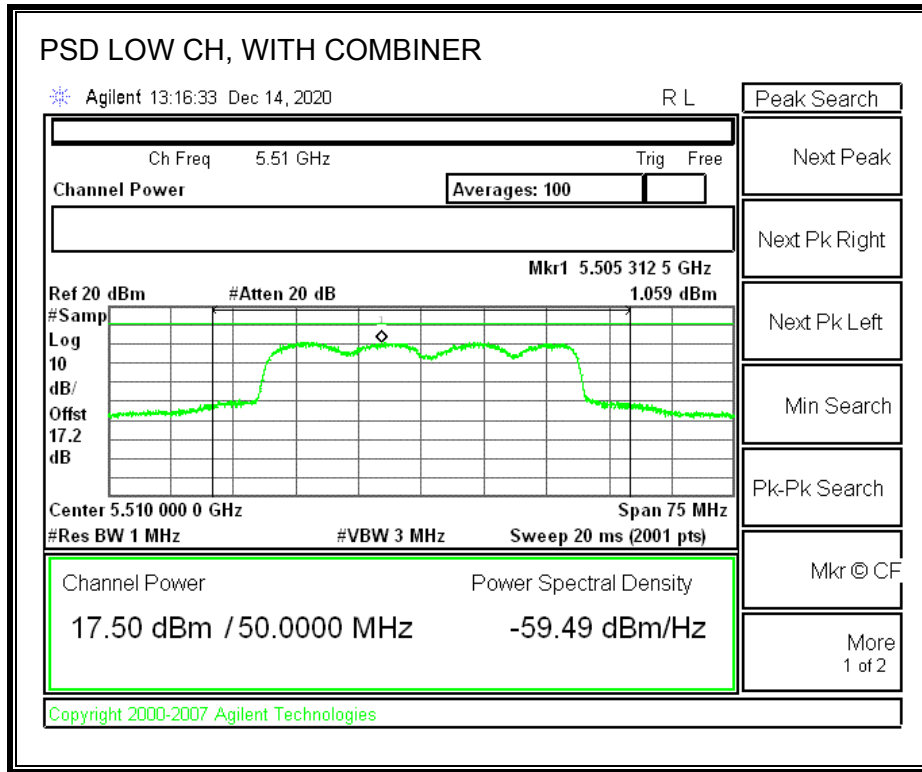 PSD LOW CH, WITH COMBINER
Agilent 13:16:33 Dec 14, 2020 R L
Peak Search
Ch Freq 5.51 GHz Trig Free
Next Peak
Channel Power Averages: 100
Next Pk Right
Mkr1 5.505 312 5 GHz
Ref 20 dBm #Atten 20 dB 1.059 dBm
#Samp
Log
10
dB/
Offst
17.2
dB
1
Next Pk Left
Min Search
Pk-Pk Search
Center 5.510 000 0 GHz Span 75 MHz
#Res BW 1 MHz #VBW 3 MHz Sweep 20 ms (2001 pts)
Mkr © CF
Channel Power Power Spectral Density
17.50 dBm / 50.0000 MHz -59.49 dBm/Hz
More
1 of 2
Copyright 2000-2007 Agilent Technologies